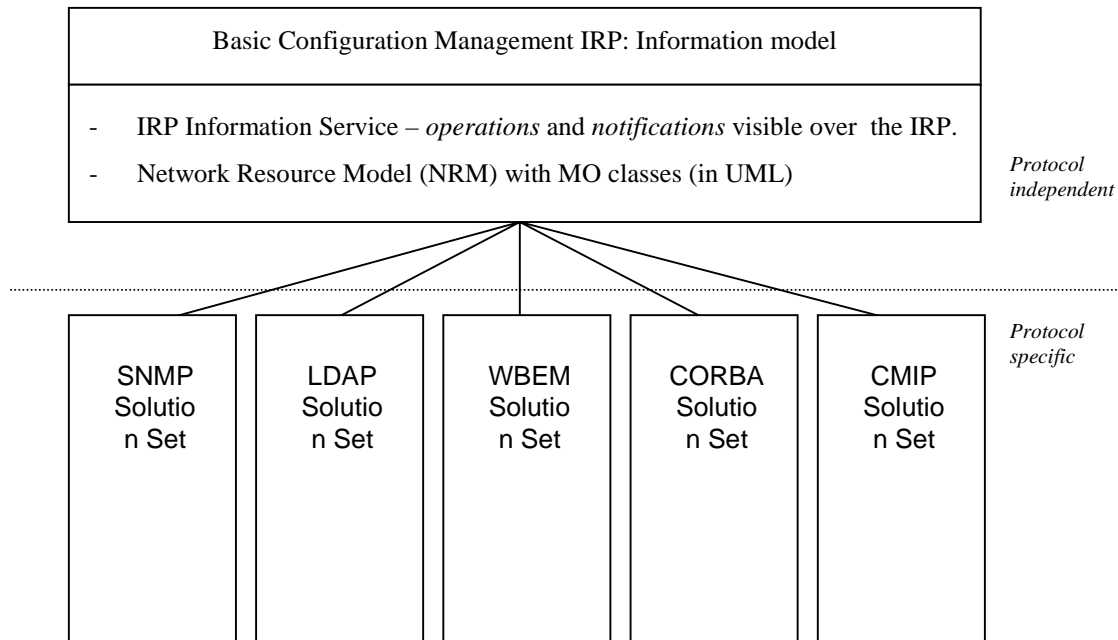 Basic Configuration Management IRP: Information model
- IRP Information Service – operations and notifications visible over the IRP.
- Network Resource Model (NRM) with MO classes (in UML)
Protocol
independent
Protocol
specific
SNMP
Solutio
n Set
LDAP
Solutio
n Set
WBEM
Solutio
n Set
CORBA
Solutio
n Set
CMIP
Solutio
n Set